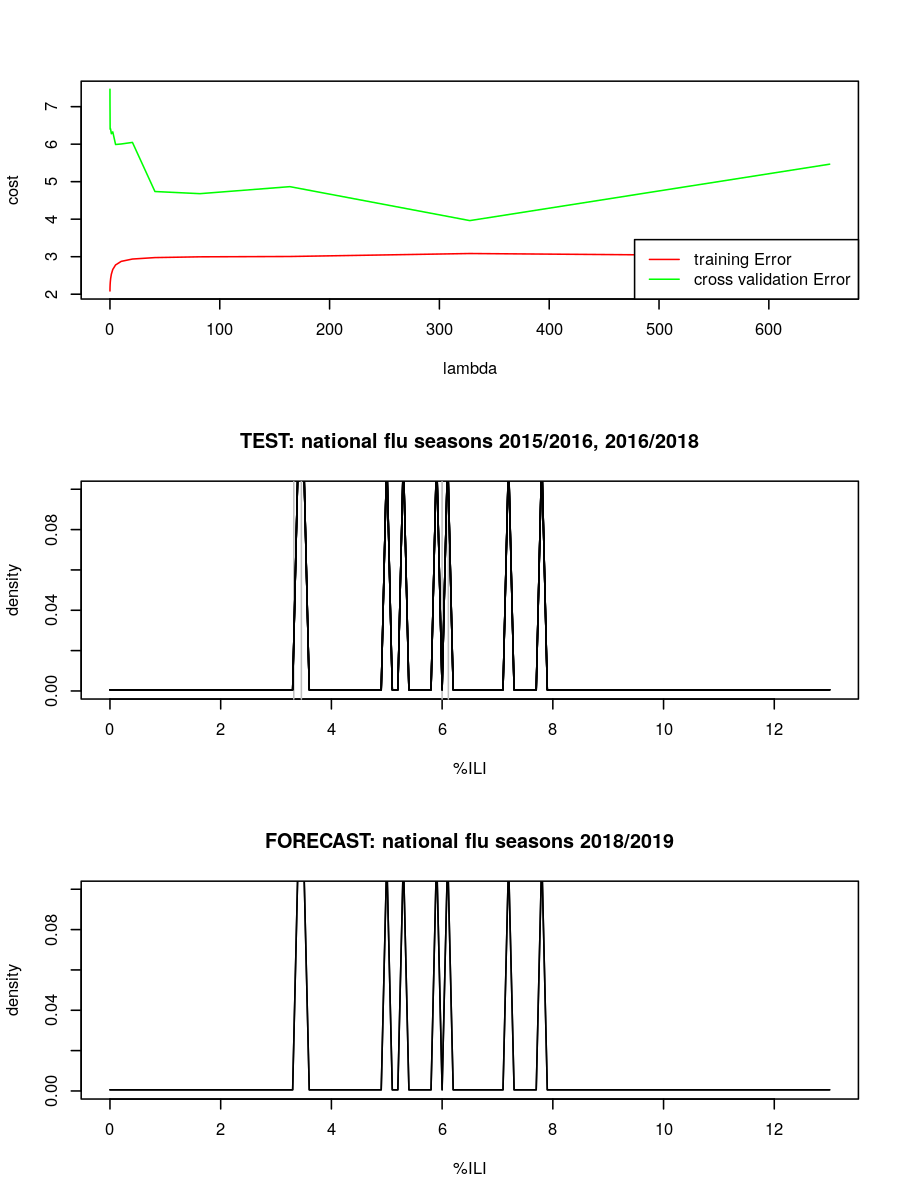 7
6
5
4
3
2
cost
training Error
cross validation Error
0 100 200 300 400 500 600
lambda
TEST: national flu seasons 2015/2016, 2016/2018
0.08
0.04
0.00
density
0 2 4 6 8 10 12
%ILI
FORECAST: national flu seasons 2018/2019
0.08
0.04
0.00
density
0 2 4 6 8 10 12
%ILI